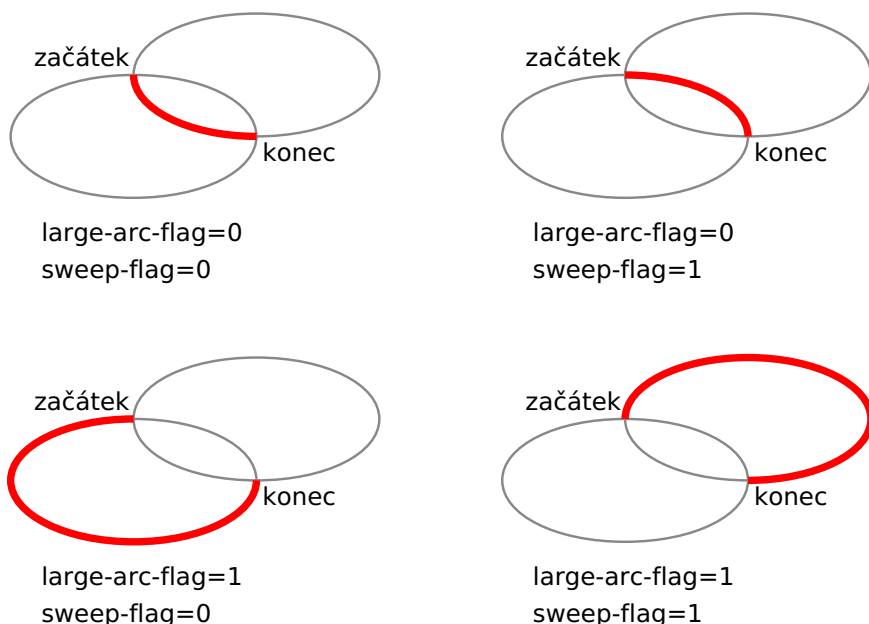 začátek
konec
large-arc-flag=0
sweep-flag=0
začátek
konec
large-arc-flag=0
sweep-flag=1
začátek
konec
large-arc-flag=1
sweep-flag=0
začátek
konec
large-arc-flag=1
sweep-flag=1